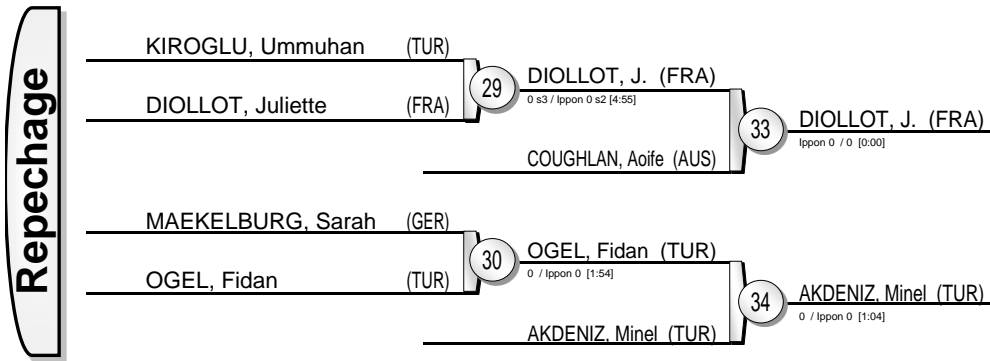 Repechage
KIROGLU, Ummuhan (TUR)
DIOLLOT, Juliette (FRA)
29
DIOLLOT, J. (FRA)
0 s3 / Ippon 0 s2 [4:55]
COUGHLAN, Aoife (AUS)
33
DIOLLOT, J. (FRA)
Ippon 0 / 0 [0:00]
MAEKELBURG, Sarah (GER)
OGEL, Fidan (TUR)
30
OGEL, Fidan (TUR)
0 / Ippon 0 [1:54]
AKDENIZ, Minel (TUR)
34
AKDENIZ, Minel (TUR)
0 / Ippon 0 [1:04]